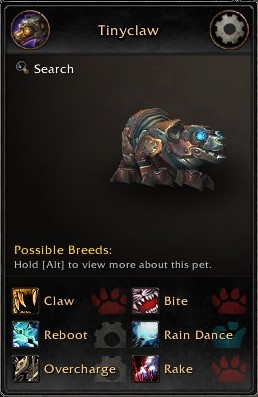 Tinyclaw
Search
Possible Breeds:
Hold [Alt] to view more about this pet.
Claw Bite
Reboot Rain Dance
Overcharge Rake